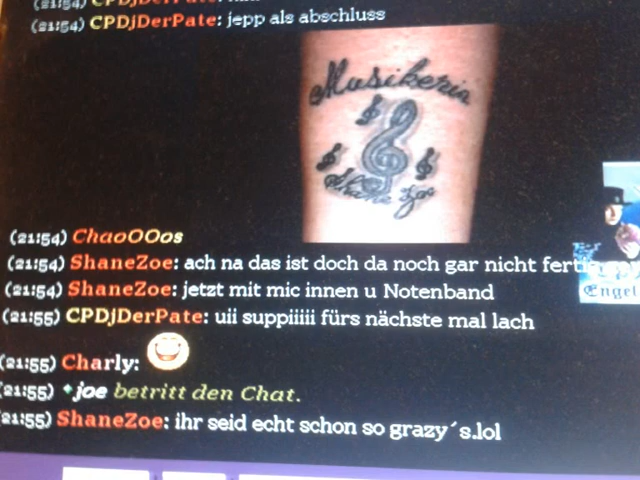 (21:54) CPDjDerPate:
(21:54) CPDjDerPate: jepp als abschluss
Musikerin
Shane Zoe
(21:54) ChaoOOos
(21:54) ShaneZoe: ach na das ist doch da noch gar nicht
(21:54) ShaneZoe: jetzt mit mic innen u Notenband
(21:55) CPDjDerPate: uii suppiiiii fürs nächste mal lach
(21:55) Charly:
(21:55) joe betritt den Chat.
(21:55) ShaneZoe: ihr seid echt schon so grazy´s.lol
Engel